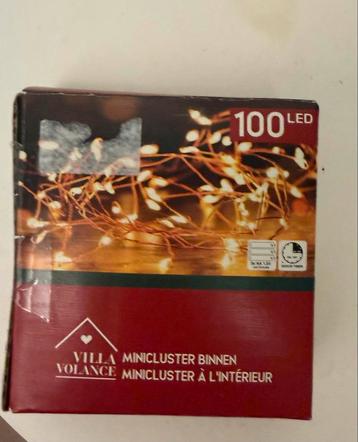 100 LED
VILLA
VOLANCE
MINICLUSTER BINNEN
MINICLUSTER À L'INTÉRIEUR